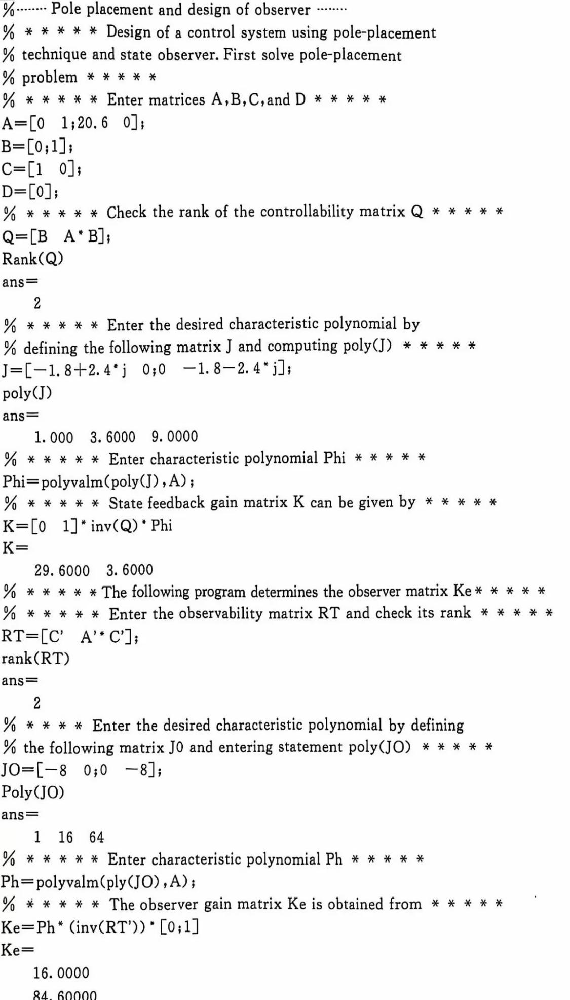 %········ Pole placement and design of observer ········
% * * * * * Design of a control system using pole-placement
% technique and state observer. First solve pole-placement
% problem * * * * *
% * * * * * Enter matrices A,B,C,and D * * * * *
A=[0 1;20.6 0];
B=[0;1];
C=[1 0];
D=[0];
% * * * * * Check the rank of the controllability matrix Q * * * * *
Q=[B A*B];
Rank(Q)
ans=
2
% * * * * * Enter the desired characteristic polynomial by
% defining the following matrix J and computing poly(J) * * * * *
J=[-1.8+2.4*j 0;0 -1.8-2.4*j];
poly(J)
ans=
1.000 3.6000 9.0000
% * * * * * Enter characteristic polynomial Phi * * * * *
Phi=polyvalm(poly(J),A);
% * * * * * State feedback gain matrix K can be given by * * * * *
K=[0 1]*inv(Q)*Phi
K=
29.6000 3.6000
% * * * * * The following program determines the observer matrix Ke * * * * *
% * * * * * Enter the observability matrix RT and check its rank * * * * *
RT=[C' A'*C'];
rank(RT)
ans=
2
% * * * * Enter the desired characteristic polynomial by defining
% the following matrix J0 and entering statement poly(JO) * * * * *
JO=[-8 0;0 -8];
Poly(JO)
ans=
1 16 64
% * * * * * Enter characteristic polynomial Ph * * * * *
Ph=polyvalm(ply(JO),A);
% * * * * * The observer gain matrix Ke is obtained from * * * * *
Ke=Ph*(inv(RT'))*[0;1]
Ke=
16.0000
84.60000